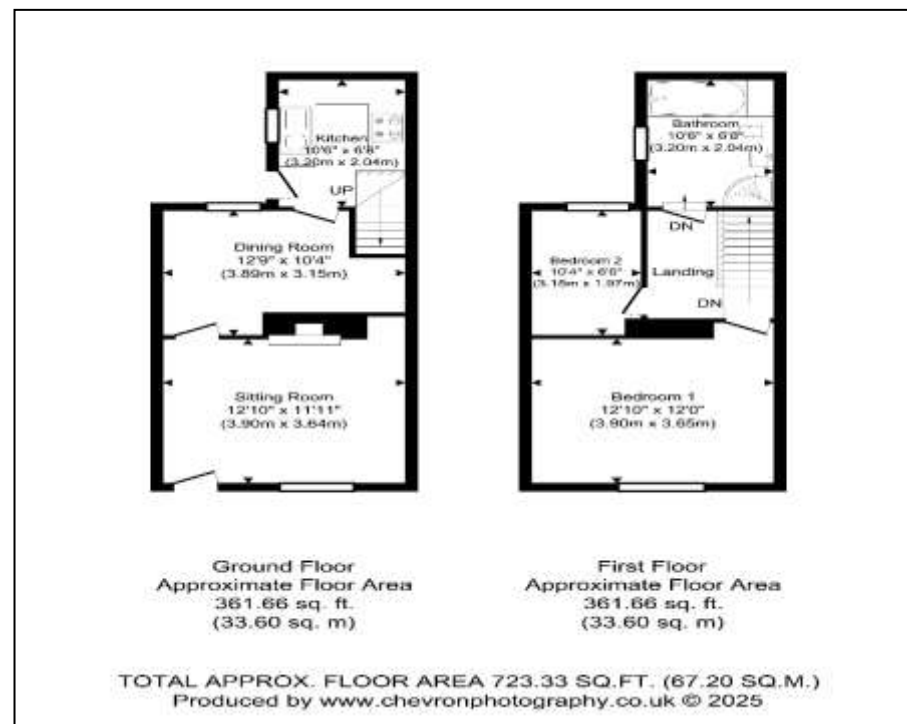 Kitchen
10'6" x 6'8"
(3.20m x 2.04m)
UP
Dining Room
12'9" x 10'4"
(3.89m x 3.15m)
Sitting Room
12'10" x 11'11"
(3.90m x 3.64m)
Ground Floor
Approximate Floor Area
361.66 sq. ft.
(33.60 sq. m)
Bathroom
10'6" x 6'8"
(3.20m x 2.04m)
DN
Bedroom 2
10'4" x 6'6"
(3.15m x 1.97m)
Landing
DN
Bedroom 1
12'10" x 12'0"
(3.90m x 3.65m)
First Floor
Approximate Floor Area
361.66 sq. ft.
(33.60 sq. m)
TOTAL APPROX. FLOOR AREA 723.33 SQ.FT. (67.20 SQ.M.)
Produced by www.chevronphotography.co.uk © 2025